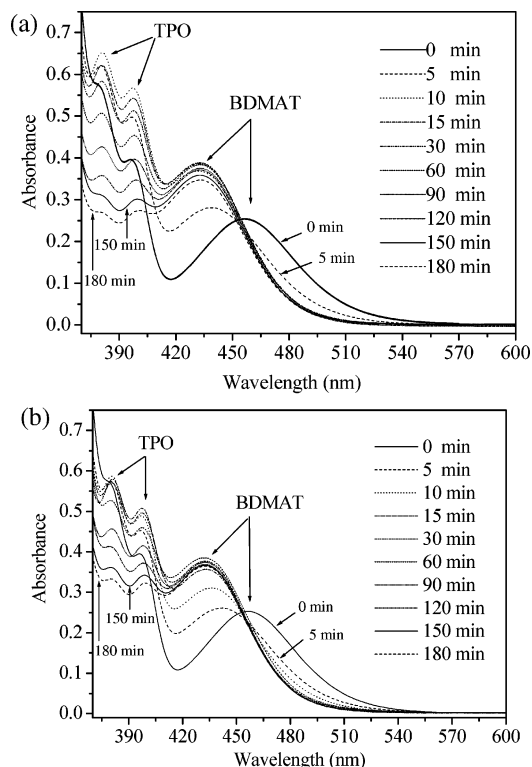 (a)
TPO
BDMAT
0 min
5 min
10 min
15 min
30 min
60 min
90 min
120 min
150 min
180 min
0 min
5 min
150 min
180 min
0.7
0.6
0.5
0.4
0.3
0.2
0.1
0.0
Absorbance
390 420 450 480 510 540 570 600
Wavelength (nm)
(b)
TPO
BDMAT
0 min
5 min
10 min
15 min
30 min
60 min
90 min
120 min
150 min
180 min
0 min
5 min
150 min
180 min
0.7
0.6
0.5
0.4
0.3
0.2
0.1
0.0
Absorbance
390 420 450 480 510 540 570 600
Wavelength (nm)